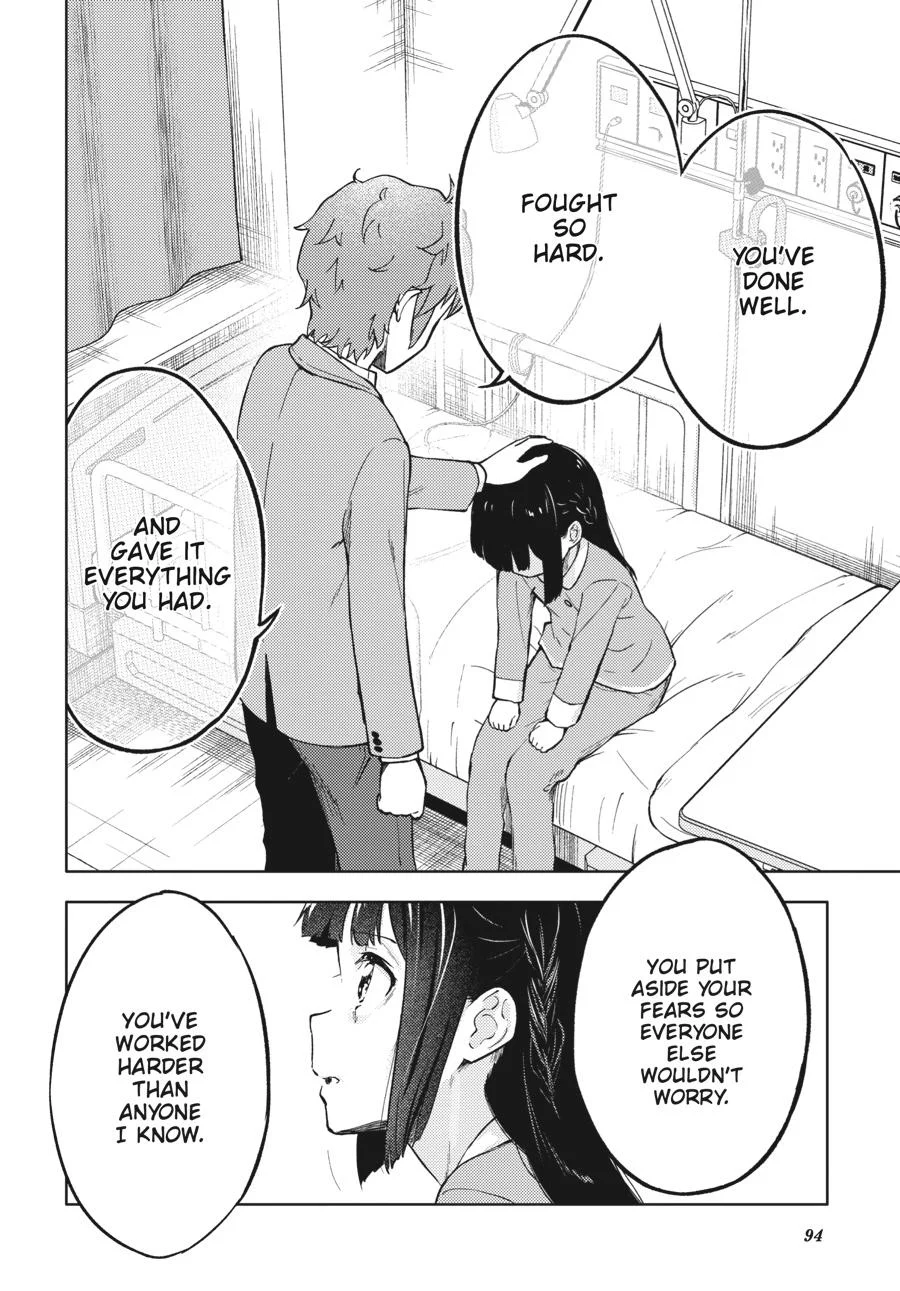 YOU'VE
DONE
WELL.
FOUGHT
SO
HARD.
AND
GAVE IT
EVERYTHING
YOU HAD.
YOU PUT
ASIDE YOUR
FEARS SO
EVERYONE
ELSE
WOULDN'T
WORRY.
YOU'VE
WORKED
HARDER
THAN
ANYONE
I KNOW.
94